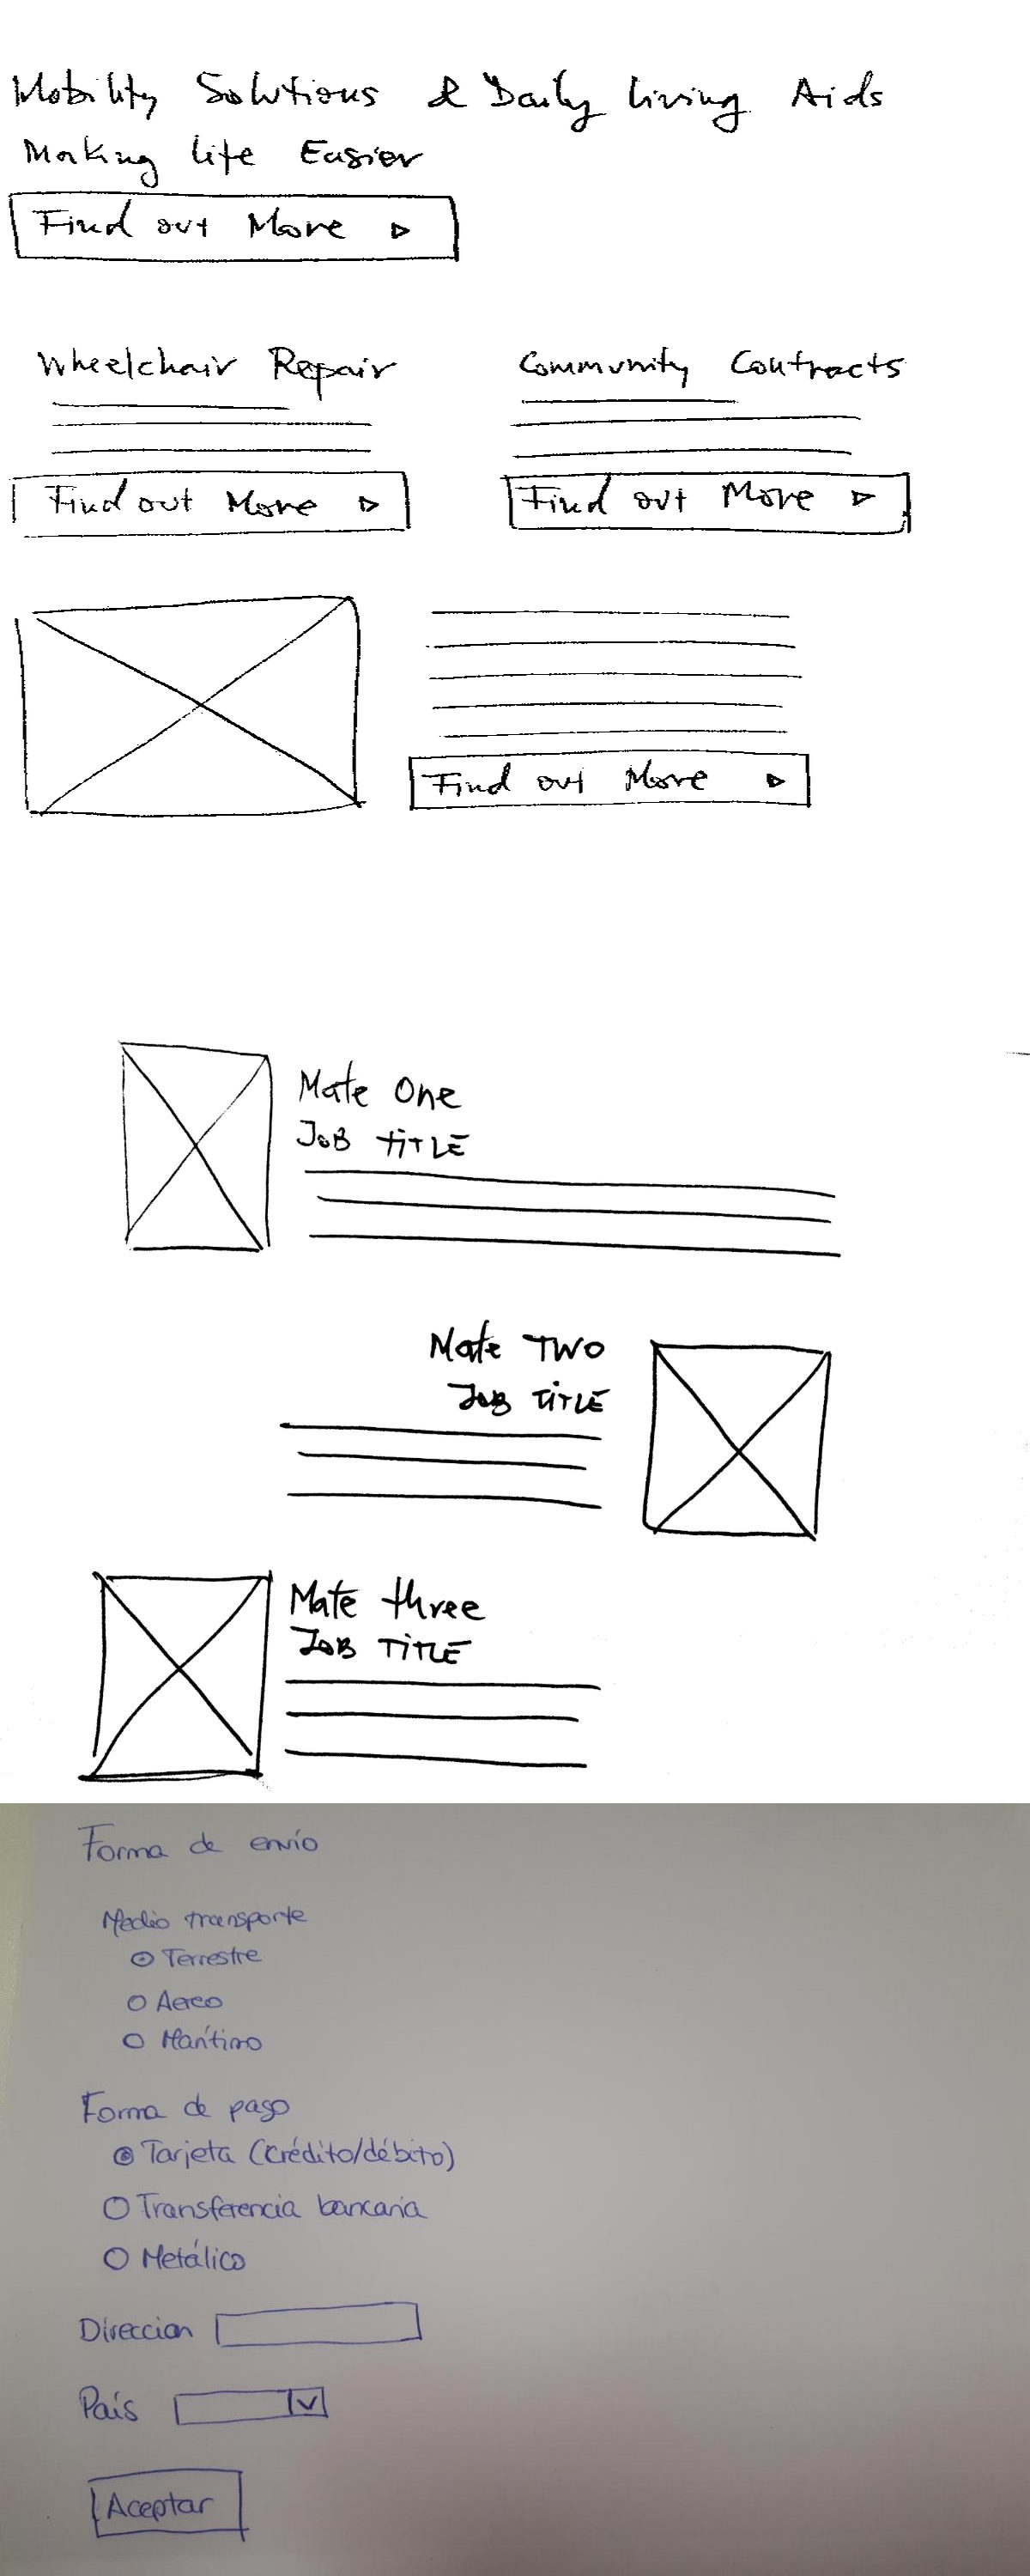 Mobility Solutions & Daily living Aids
Making life Easier
Find out More
Wheelchair Repair
Community Contracts
Find out More
Find out More
Find out More
Mate One
JOB TITLE
Mate TWO
JOB TITLE
Mate three
JOB TITLE
Forma de envío
Medio transporte
Terrestre
Aereo
Marítimo
Forma de pago
Tarjeta (Crédito/débito)
Transferencia bancaria
Metálico
Direccion
País
Aceptar